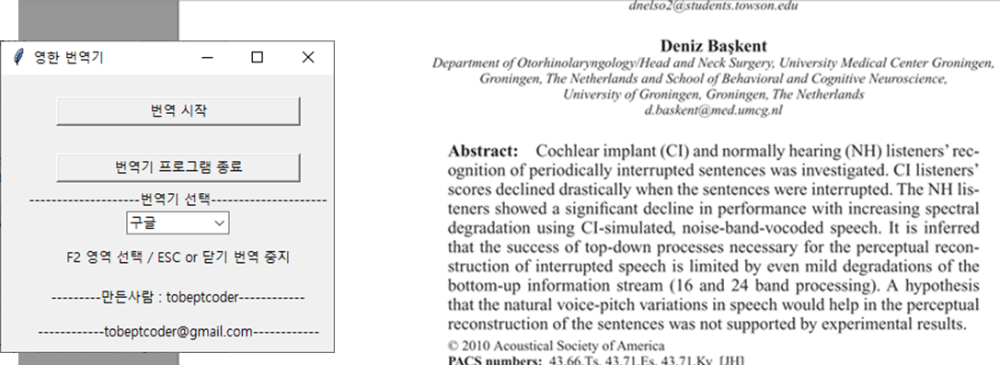 영한 번역기
번역 시작
번역기 프로그램 종료
--------------------번역기 선택---------------------
구글
F2 영역 선택 / ESC or 닫기 번역 중지
---------만든사람 : tobeptcoder------------
------------tobeptcoder@gmail.com------------
dnelso2@students.towson.edu
Deniz Başkent
Department of Otorhinolaryngology/Head and Neck Surgery, University Medical Center Groningen,
Groningen, The Netherlands and School of Behavioral and Cognitive Neuroscience,
University of Groningen, Groningen, The Netherlands
d.baskent@med.umcg.nl
Abstract: Cochlear implant (CI) and normally hearing (NH) listeners’ rec-
ognition of periodically interrupted sentences was investigated. CI listeners’
scores declined drastically when the sentences were interrupted. The NH lis-
teners showed a significant decline in performance with increasing spectral
degradation using CI-simulated, noise-band-vocoded speech. It is inferred
that the success of top-down processes necessary for the perceptual recon-
struction of interrupted speech is limited by even mild degradations of the
bottom-up information stream (16 and 24 band processing). A hypothesis
that the natural voice-pitch variations in speech would help in the perceptual
reconstruction of the sentences was not supported by experimental results.
© 2010 Acoustical Society of America
PACS numbers: 43.66.Ts, 43.71.Es, 43.71.Ky [JH]